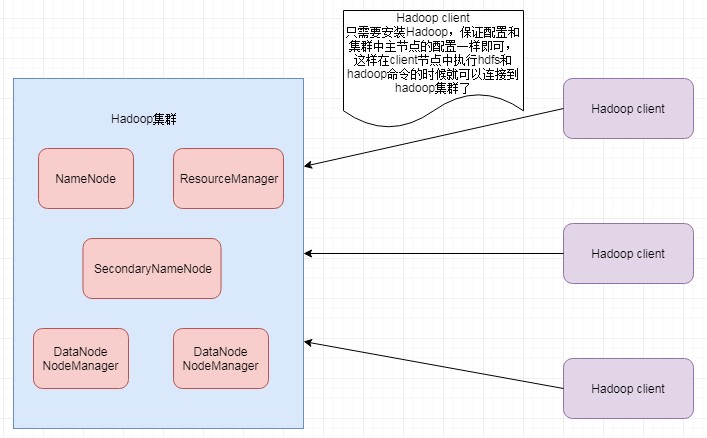 Hadoop client
只需要安装Hadoop，保证配置和
集群中主节点的配置一样即可，
这样在client节点中执行hdfs和
hadoop命令的时候就可以连接到
hadoop集群了
Hadoop集群
NameNode
ResourceManager
SecondaryNameNode
DataNode
NodeManager
DataNode
NodeManager
Hadoop client
Hadoop client
Hadoop client